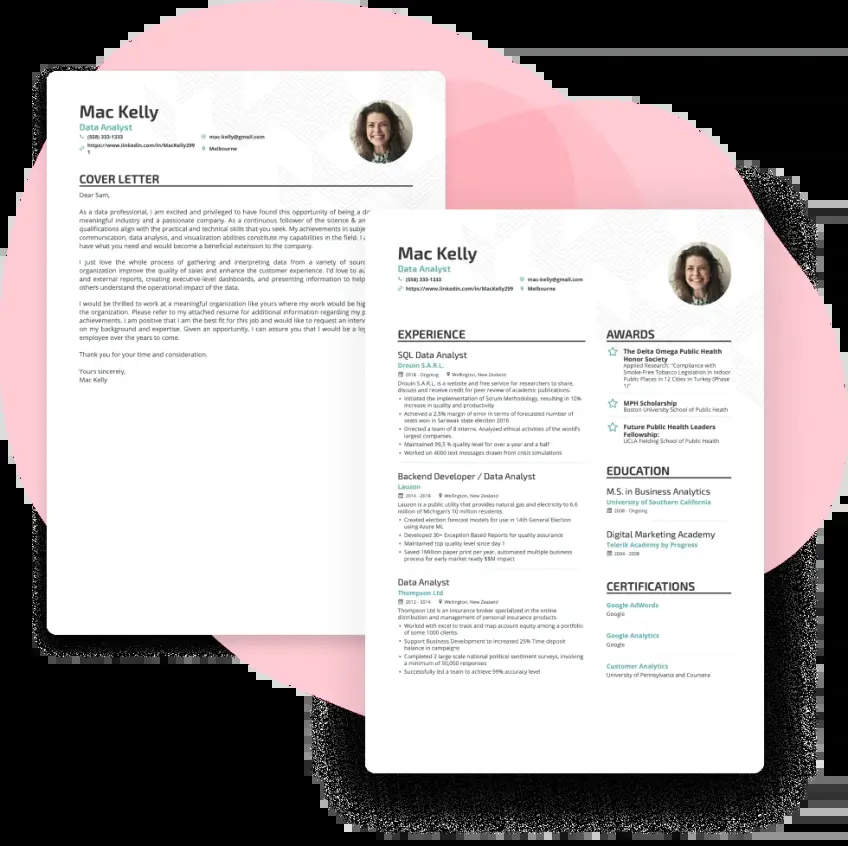 Mac Kelly
Data Analyst
(558) 333-1333
mac-kelly@gmail.com
https://www.linkedin.com/in/MacKelly299
1
Melbourne
COVER LETTER
Dear Sam,
As a data professional, I am excited and privileged to have found this opportunity of being a
meaningful industry and a passionate company. As a continuous follower of the science &
qualifications align with the practical and technical skills that you seek. My achievements in
communication, data analysis, and visualization abilities constitute my capabilities in the field. I
have what you need and would become a beneficial extension to the company.
I just love the whole process of gathering and interpreting data from a variety of
organization improve the quality of sales and enhance the customer experience. I'd love to
and external reports, creating executive-level dashboards, and presenting information to help
others understand the operational impact of the data.
I would be thrilled to work at a meaningful organization like yours where my work would be
the organization. Please refer to my attached resume for additional information regarding my
achievements. I am positive that I am the best fit for this job and would like to request an
on my background and expertise. Given an opportunity, I can assure you that I would be a
employee over the years to come.
Thank you for your time and consideration.
Yours sincerely,
Mac Kelly
Mac Kelly
Data Analyst
(558) 333-1333
mac-kelly@gmail.com
https://www.linkedin.com/in/MacKelly299
Melbourne
EXPERIENCE
SQL Data Analyst
Drouin S.A.R.L.
2018 - Ongoing
Wellington, New Zealand
Drouin S.A.R.L. is a website and free service for researchers to share,
discuss and receive credit for peer review of academic publications.
• Initiated the implementation of Scrum Methodology, resulting in 10%
increase in quality and productivity
• Achieved a 2.5% margin of error in terms of forecasted number of
seats won in Sarawak state election 2016
• Directed a team of 8 interns. Analyzed ethical activities of the world's
largest companies
• Maintained 99,5 % quality level for over a year and a half
• Worked on 4000 text messages drawn from crisis simulations
Backend Developer / Data Analyst
Lauzon
2014 - 2018
Wellington, New Zealand
Lauzon is a public utility that provides natural gas and electricity to 6.6
million of Michigan's 10 million residents.
• Created election forecast models for use in 14th General Election
using Azure ML
• Developed 30+ Exception Based Reports for quality assurance
• Maintained top quality level since day 1
• Saved 1Million paper print per year, automated multiple business
process for early market ready $5M impact
Data Analyst
Thompson Ltd
2012 - 2014
Wellington, New Zealand
Thompson Ltd is an insurance broker specialized in the online
distribution and management of personal insurance products.
• Worked with excel to track and map account equity among a portfolio
of some 1000 clients.
• Support Business Development to increased 25% Time deposit
balance in campaigns
• Completed 2 large scale national political sentiment surveys, involving
a minimum of 50,000 responses
• Successfully led a team to achieve 99% accuracy level
AWARDS
The Delta Omega Public Health
Honor Society
Applied Research: "Compliance with
Smoke-Free Tobacco Legislation in Indoor
Public Places in 12 Cities in Turkey (Phase
1)"
MPH Scholarship
Boston University School of Public Heath
Future Public Health Leaders
Fellowship:
UCLA Fielding School of Public Health
EDUCATION
M.S. in Business Analytics
University of Southern California
2008 - Ongoing
Digital Marketing Academy
Telerik Academy by Progress
2004 - 2008
CERTIFICATIONS
Google AdWords
Google
Google Analytics
Google
Customer Analytics
University of Pennsylvania and Coursera